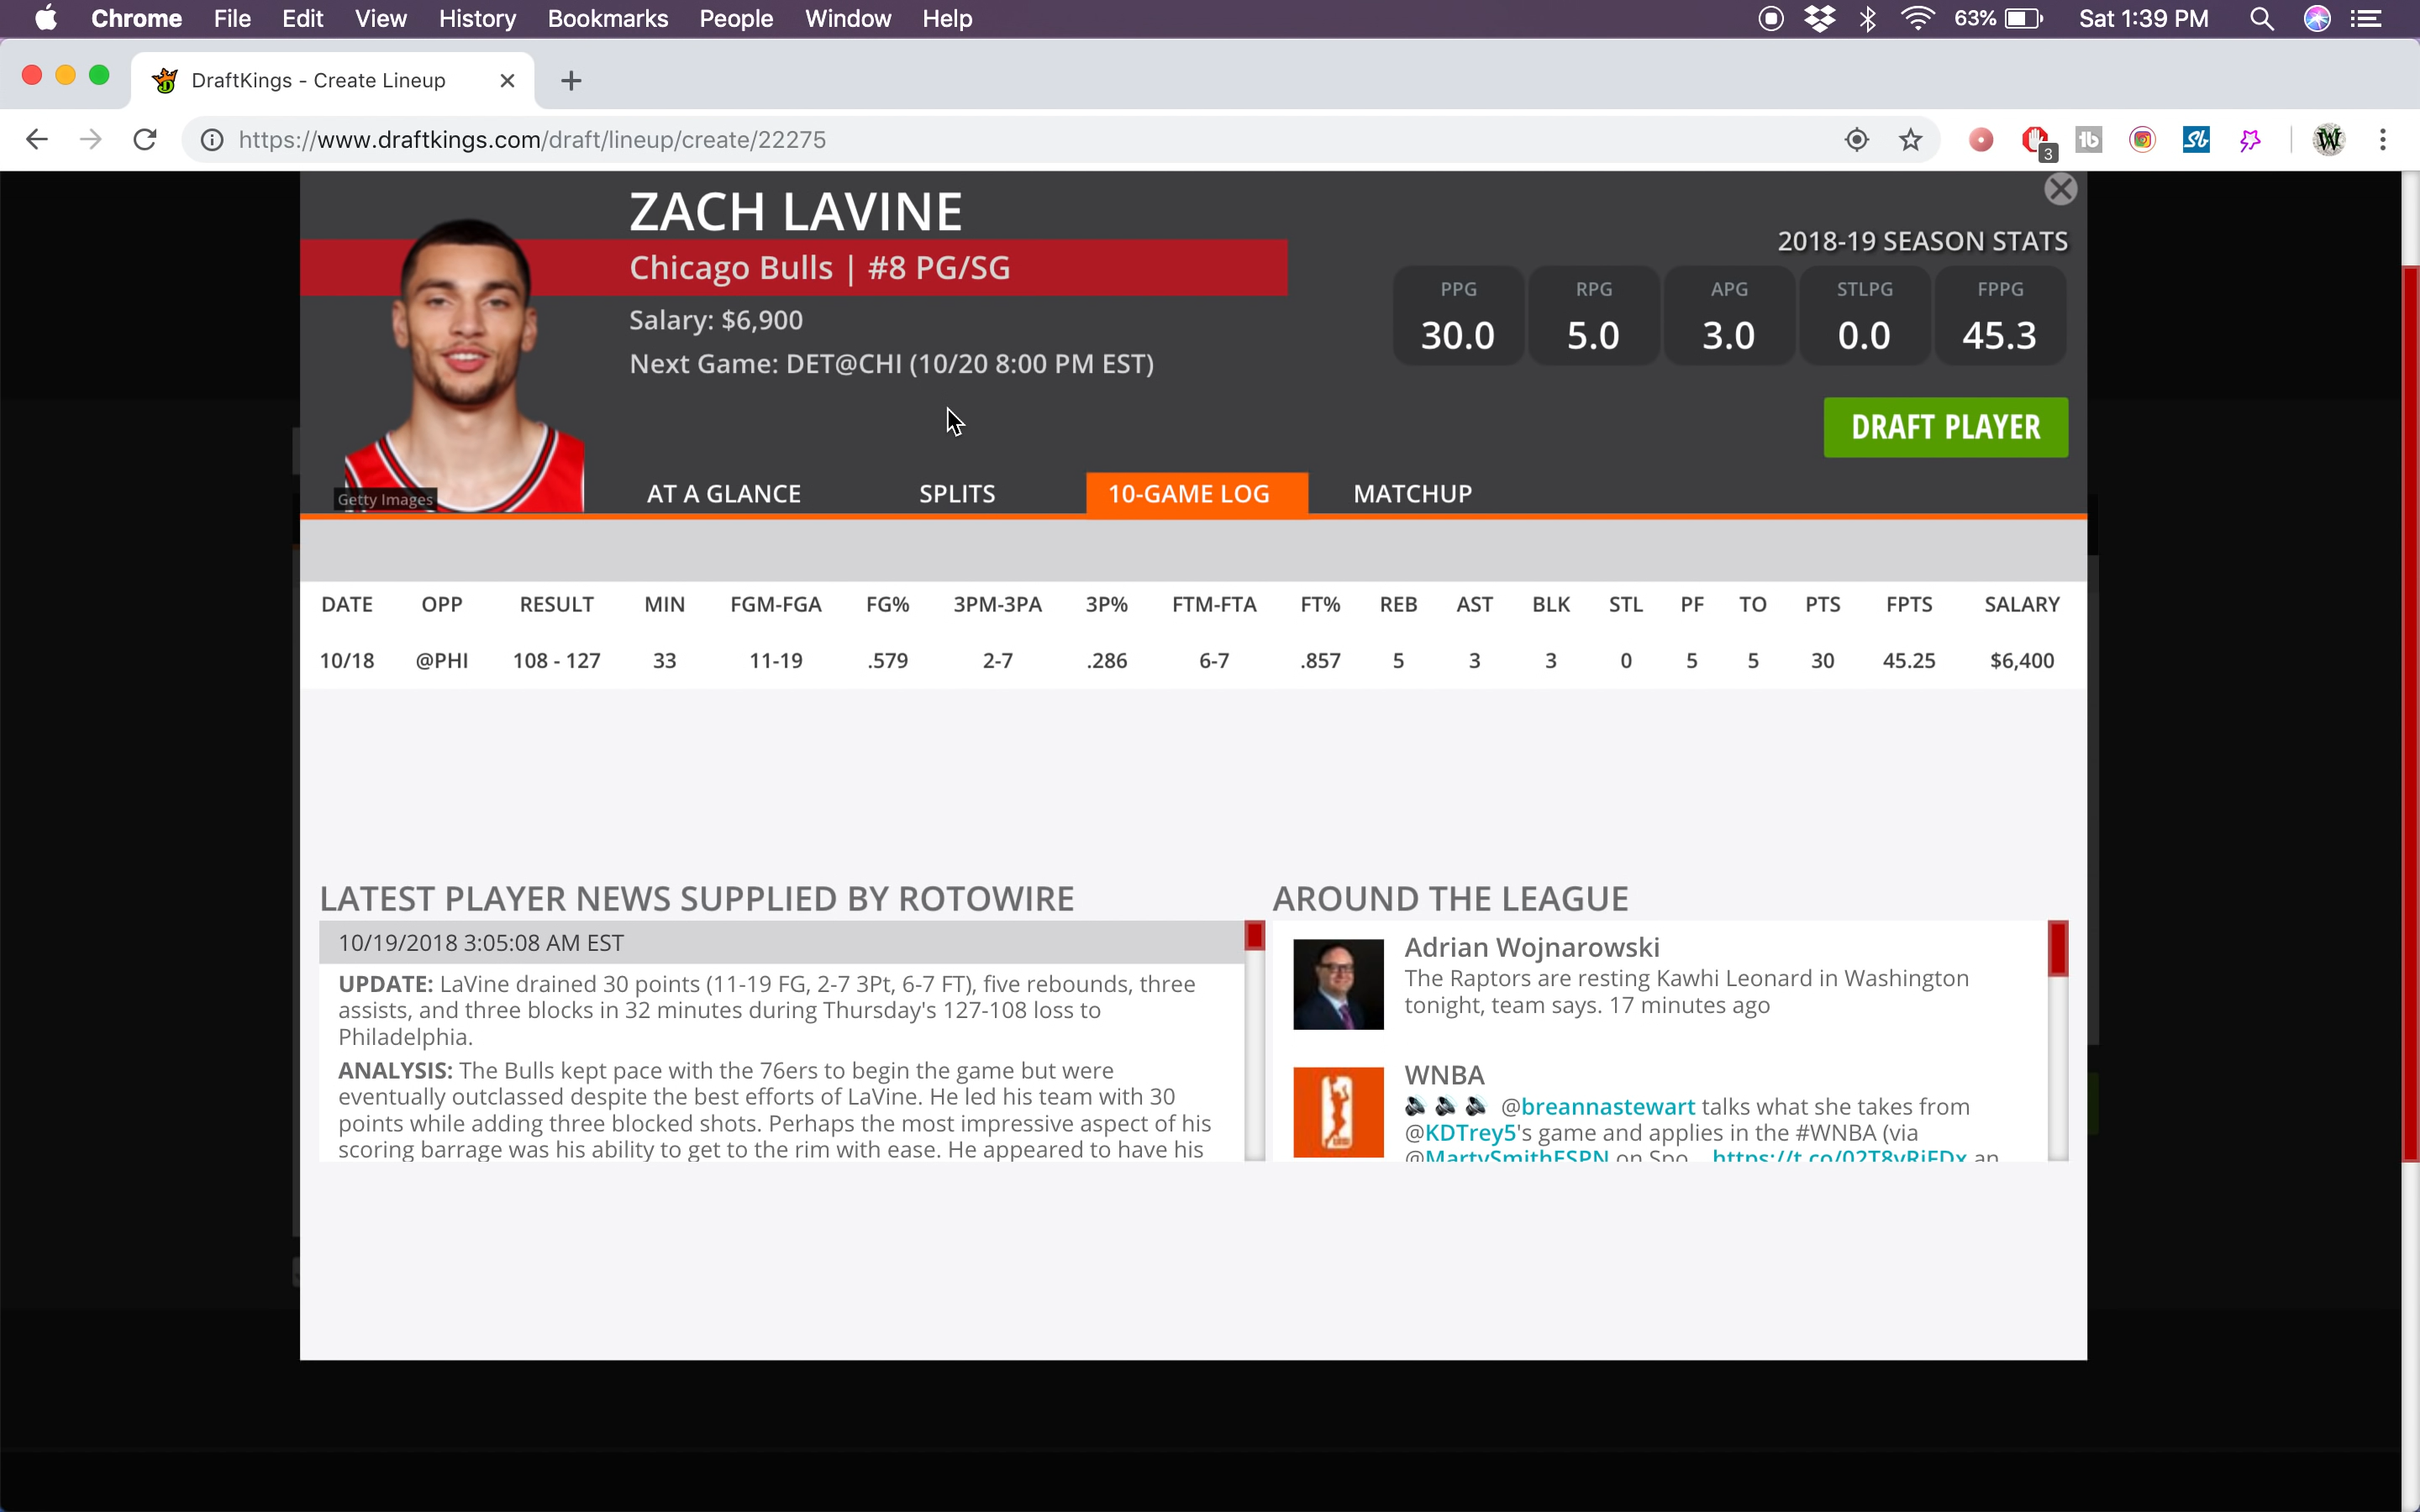 Chrome File Edit View History Bookmarks People Window Help 63% Sat 1:39 PM
DraftKings - Create Lineup
https://www.draftkings.com/draft/lineup/create/22275
3
ZACH LAVINE
Chicago Bulls | #8 PG/SG
Salary: $6,900
Next Game: DET@CHI (10/20 8:00 PM EST)
2018-19 SEASON STATS
PPG RPG APG STLPG FPPG
30.0 5.0 3.0 0.0 45.3
DRAFT PLAYER
Getty Images
AT A GLANCE SPLITS 10-GAME LOG MATCHUP
DATE OPP RESULT MIN FGM-FGA FG% 3PM-3PA 3P% FTM-FTA FT% REB AST BLK STL PF TO PTS FPTS SALARY
10/18 @PHI 108 - 127 33 11-19 .579 2-7 .286 6-7 .857 5 3 3 0 5 5 30 45.25 $6,400
LATEST PLAYER NEWS SUPPLIED BY ROTOWIRE
10/19/2018 3:05:08 AM EST
UPDATE: LaVine drained 30 points (11-19 FG, 2-7 3Pt, 6-7 FT), five rebounds, three
assists, and three blocks in 32 minutes during Thursday's 127-108 loss to
Philadelphia.
ANALYSIS: The Bulls kept pace with the 76ers to begin the game but were
eventually outclassed despite the best efforts of LaVine. He led his team with 30
points while adding three blocked shots. Perhaps the most impressive aspect of his
scoring barrage was his ability to get to the rim with ease. He appeared to have his
AROUND THE LEAGUE
Adrian Wojnarowski
The Raptors are resting Kawhi Leonard in Washington
tonight, team says. 17 minutes ago
WNBA
@breannastewart talks what she takes from
@KDTrey5's game and applies in the #WNBA (via
@MartySmithESPN on Spo... an